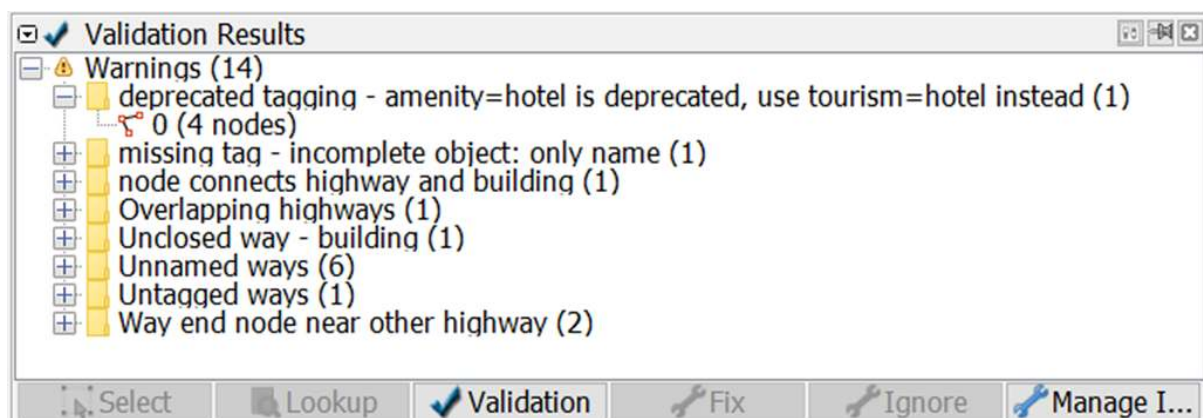 Validation Results
Warnings (14)
deprecated tagging - amenity=hotel is deprecated, use tourism=hotel instead (1)
0 (4 nodes)
missing tag - incomplete object: only name (1)
node connects highway and building (1)
Overlapping highways (1)
Unclosed way - building (1)
Unnamed ways (6)
Untagged ways (1)
Way end node near other highway (2)
Select Lookup Validation Fix Ignore Manage I...